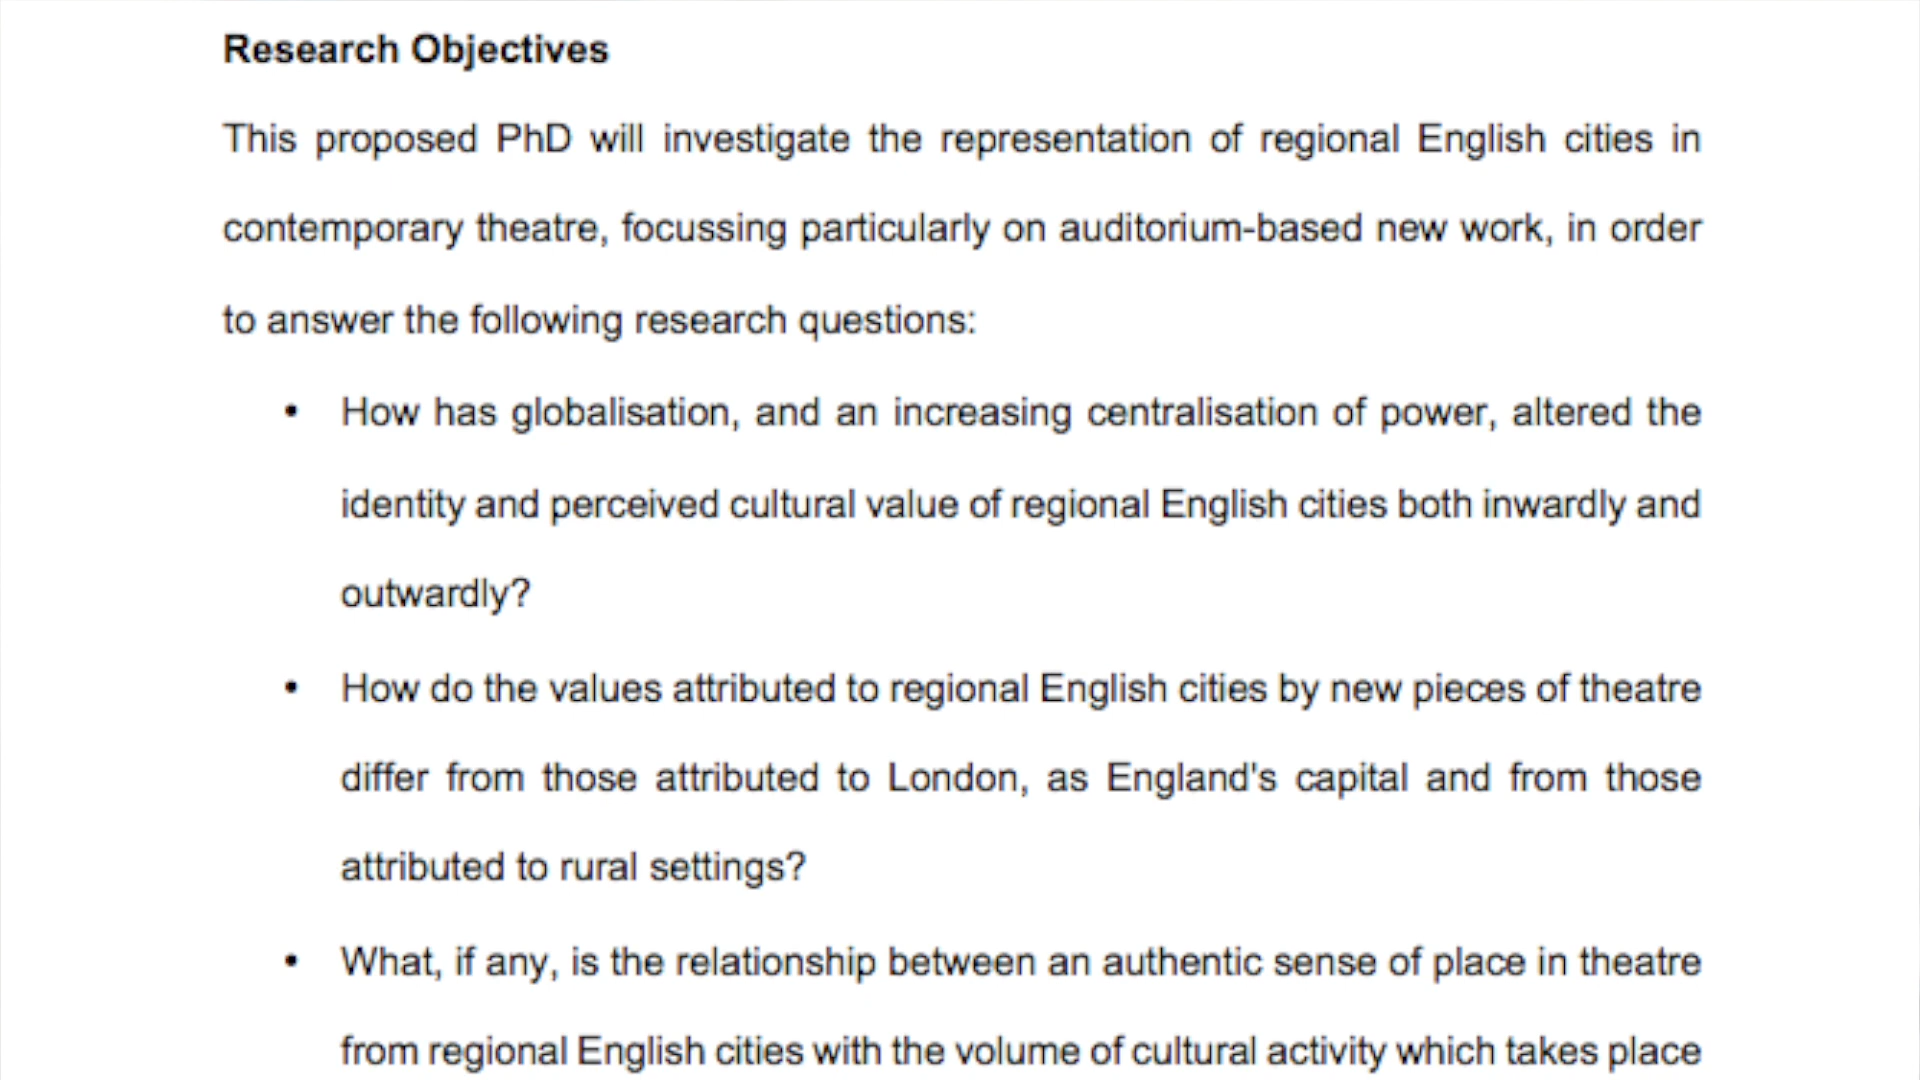 Research Objectives
This proposed PhD will investigate the representation of regional English cities in
contemporary theatre, focussing particularly on auditorium-based new work, in order
to answer the following research questions:
• How has globalisation, and an increasing centralisation of power, altered the
identity and perceived cultural value of regional English cities both inwardly and
outwardly?
• How do the values attributed to regional English cities by new pieces of theatre
differ from those attributed to London, as England's capital and from those
attributed to rural settings?
• What, if any, is the relationship between an authentic sense of place in theatre
from regional English cities with the volume of cultural activity which takes place